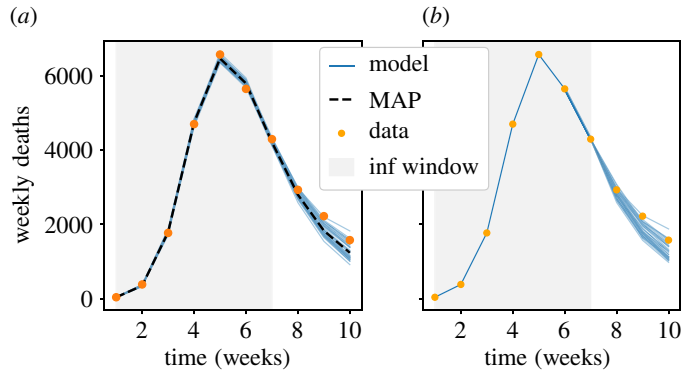 (a) (b)
weekly deaths
6000
4000
2000
0
2 4 6 8 10
time (weeks)
model
MAP
data
inf window
2 4 6 8 10
time (weeks)